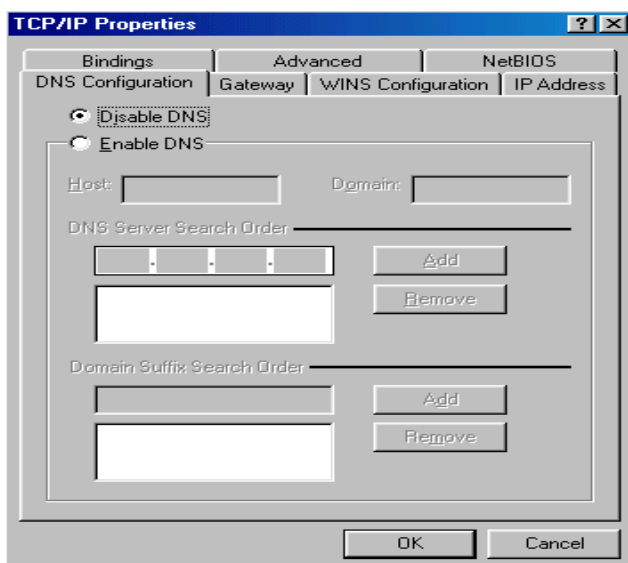 TCP/IP Properties
Bindings Advanced NetBIOS
DNS Configuration Gateway WINS Configuration IP Address
Disable DNS
Enable DNS
Host: Domain:
DNS Server Search Order
Add
Remove
Domain Suffix Search Order
Add
Remove
OK Cancel